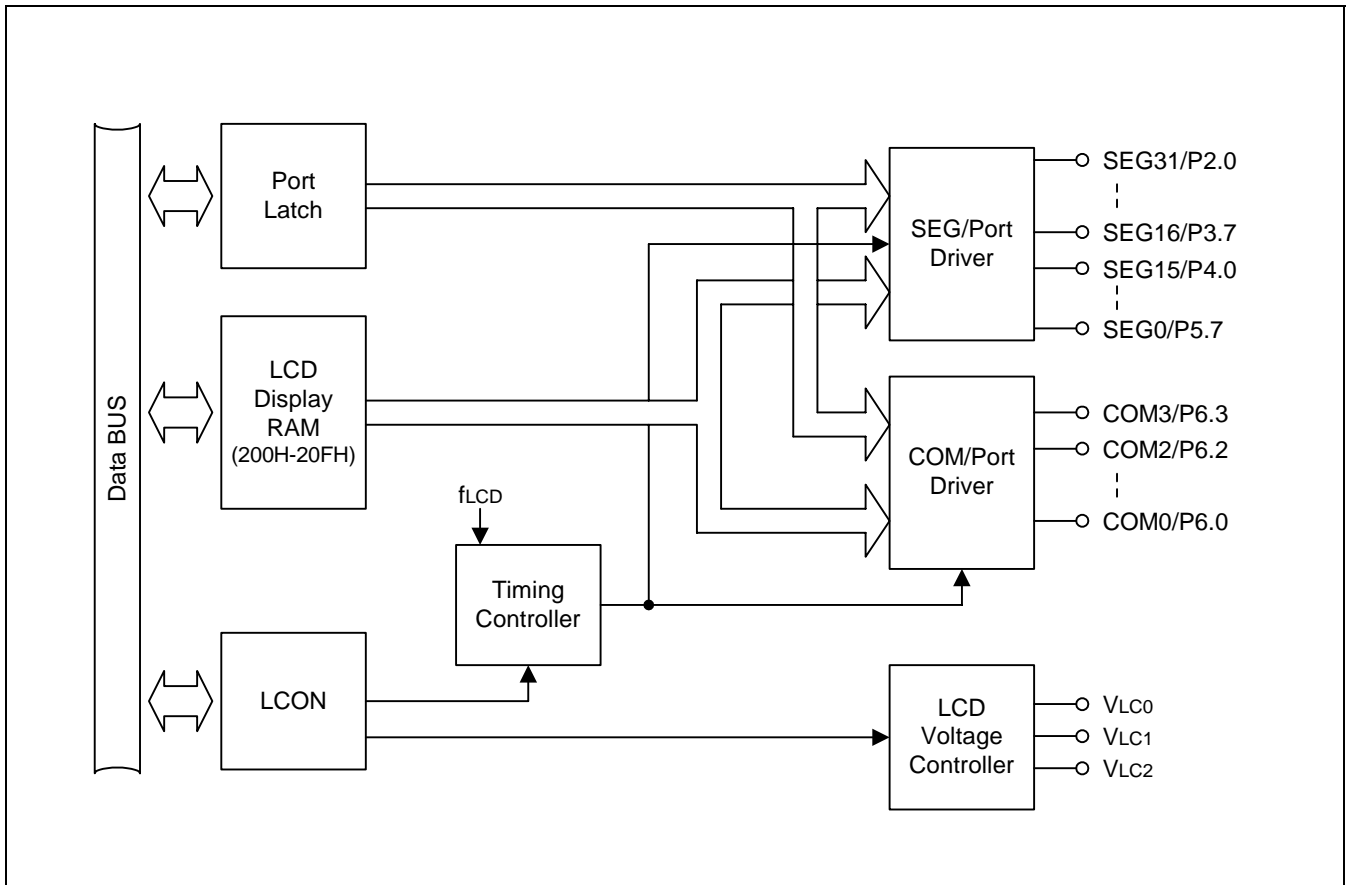 Data BUS
Port
Latch
LCD
Display
RAM
(200H-20FH)
LCON
fLCD
Timing
Controller
SEG/Port
Driver
COM/Port
Driver
LCD
Voltage
Controller
SEG31/P2.0
SEG16/P3.7
SEG15/P4.0
SEG0/P5.7
COM3/P6.3
COM2/P6.2
COM0/P6.0
VLC0
VLC1
VLC2